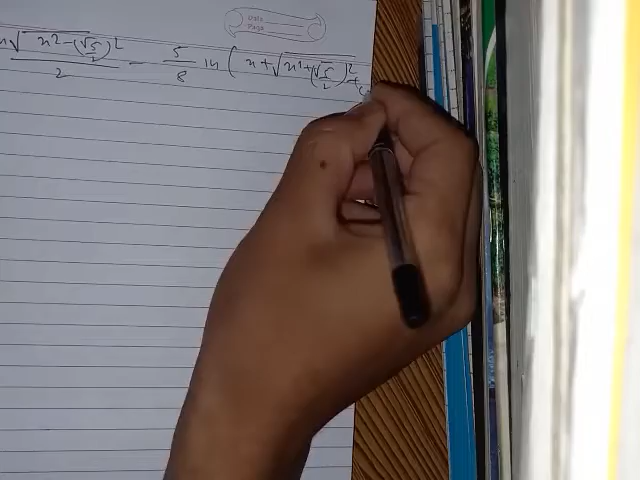 Date
Page
x√(x²-(√5/2)²)/2 - 5/8 ln(x+√(x²+(√5/2)²)+c